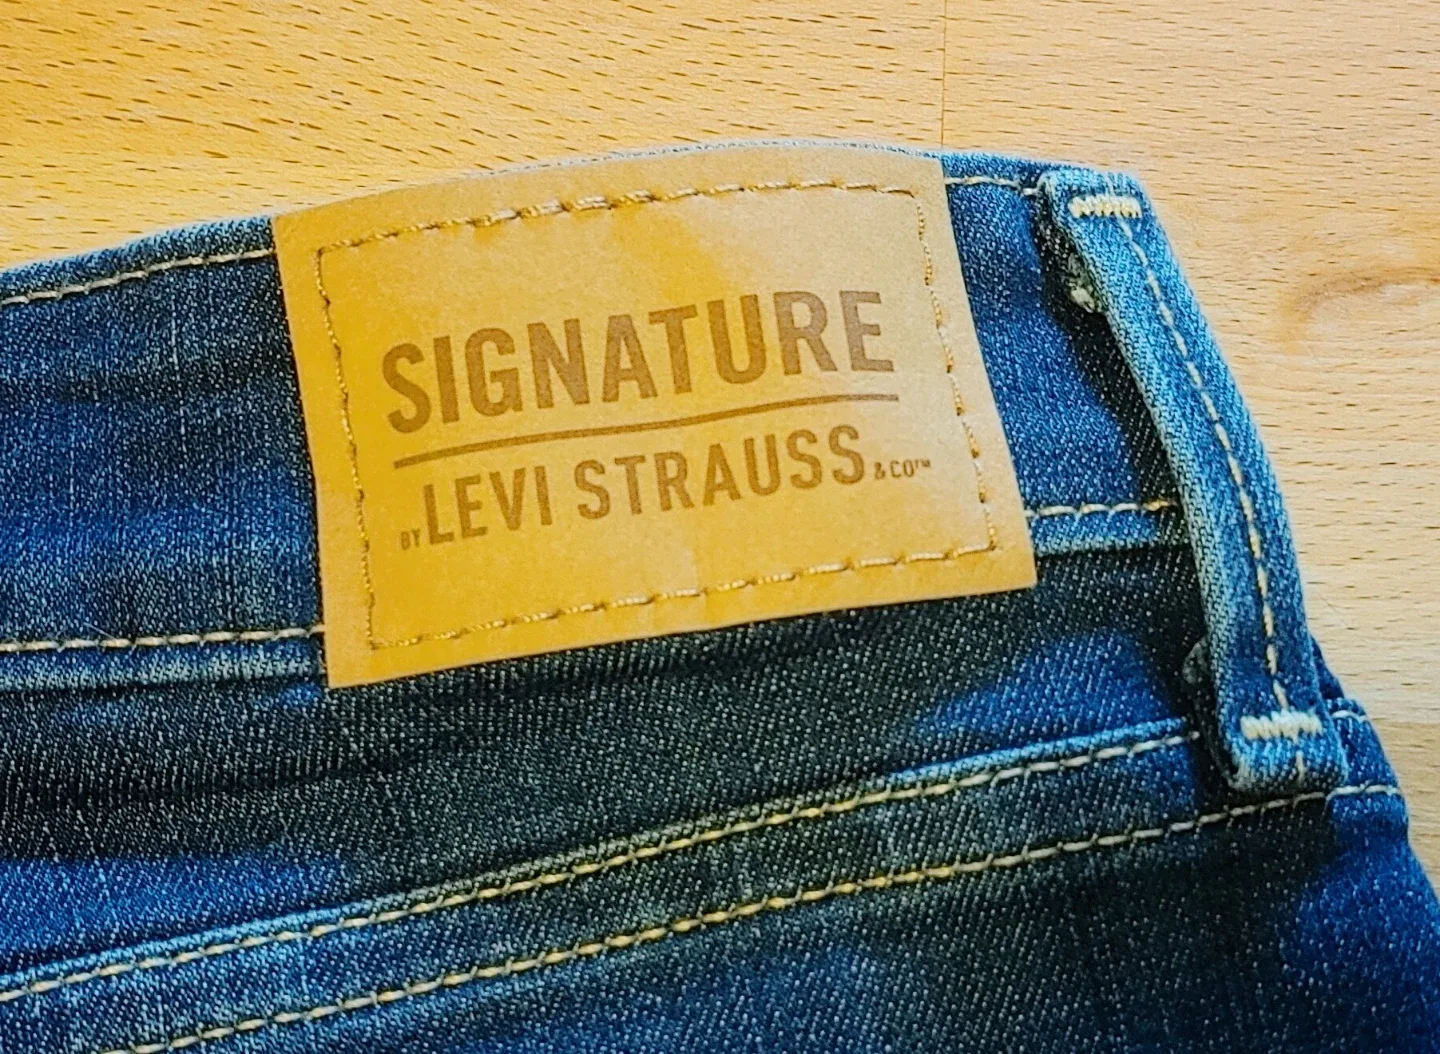 SIGNATURE
BY LEVI STRAUSS & CO™